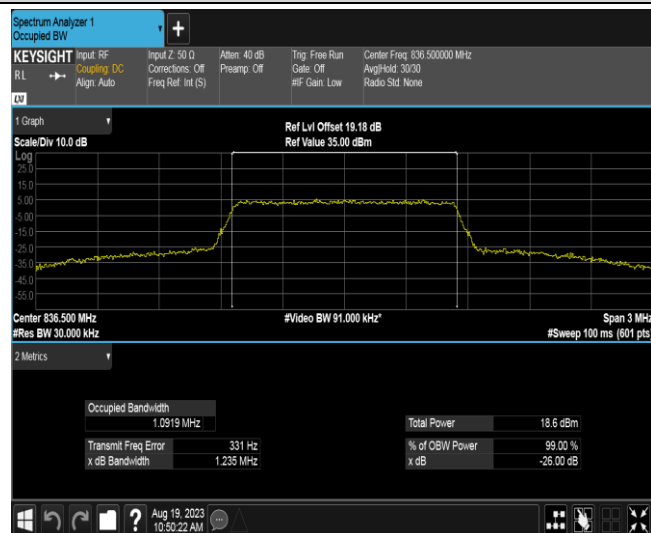 Spectrum Analyzer 1
Occupied BW
+
KEYSIGHT Input: RF Input Z: 50 Ω Atten: 40 dB Trig: Free Run Center Freq: 836.500000 MHz
RL Coupling: DC Corrections: Off Preamp: Off Gate: Off Avg|Hold: 30/30
Align: Auto Freq Ref: Int (S) #IF Gain: Low Radio Std: None
LXI
1 Graph
Ref Lvl Offset 19.18 dB
Scale/Div 10.0 dB Ref Value 35.00 dBm
Log
25.0
15.0
5.00
-5.00
-15.0
-25.0
-35.0
-45.0
-55.0
Center 836.500 MHz #Video BW 91.000 kHz* Span 3 MHz
#Res BW 30.000 kHz #Sweep 100 ms (601 pts)
2 Metrics
Occupied Bandwidth
1.0919 MHz Total Power 18.6 dBm
Transmit Freq Error 331 Hz % of OBW Power 99.00 %
x dB Bandwidth 1.235 MHz x dB -26.00 dB
? Aug 19, 2023
10:50:22 AM